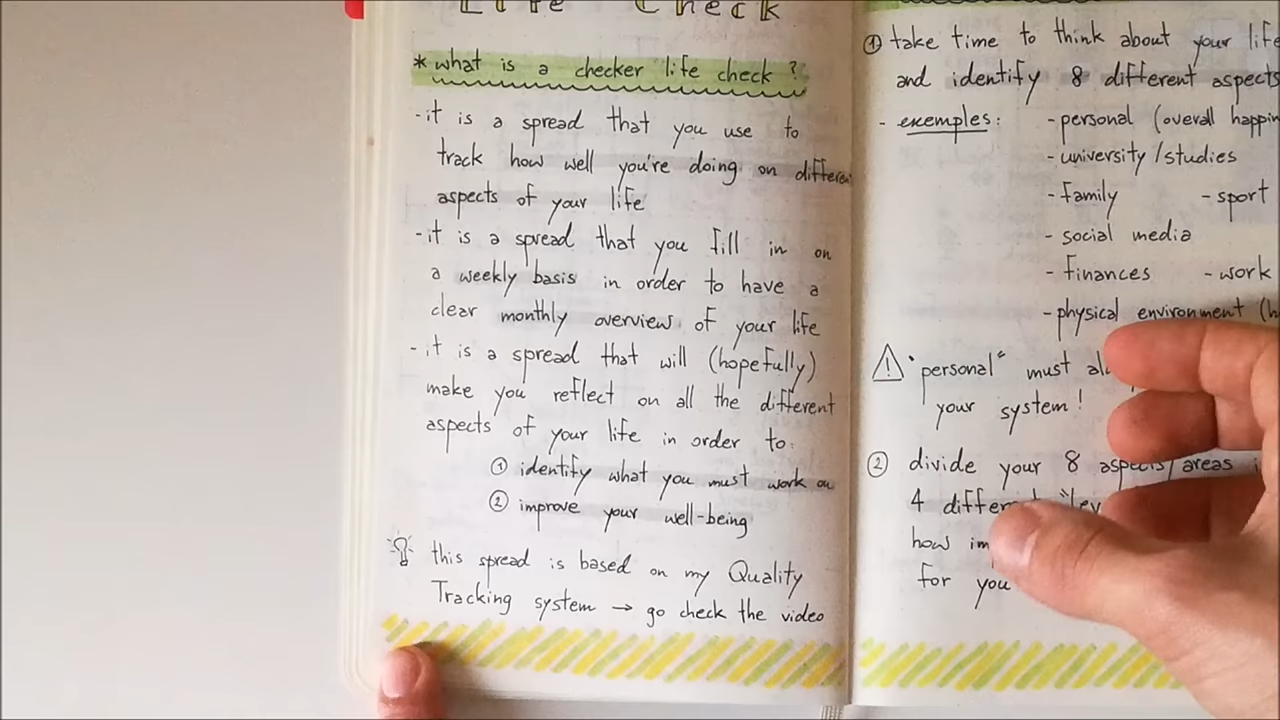 Life Check
* what is a checker life check ?
- it is a spread that you use to
track how well you're doing on
aspects of your life
- it is a spread that you fill in on
a weekly basis in order to have a
clear monthly overview of your life
- it is a spread that will (hopefully)
make you reflect on all the different
aspects of your life in order to:
① identify what you must work on
② improve your well-being
this spread is based on my Quality
Tracking system → go check the video
① take time to think about your life
and identify 8 different aspects
- exemples: - personal (overall
- university/studies
- family - sport
- social media
- finances - work
- physical environment
"personal" must
your system!
② divide your 8 aspects/areas
4
how
for you